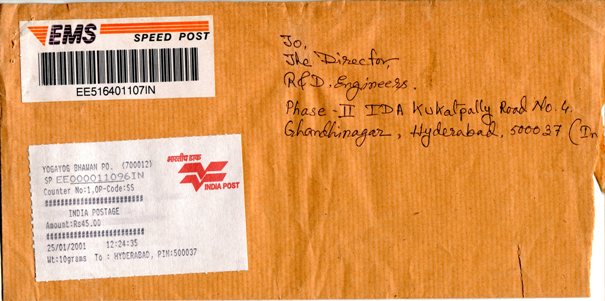 EMS
SPEED POST
EE516401107IN
To,
The Director,
R&D. Engineers.
Phase-II IDA Kukatpally Road No. 4.
Ghandhinagar, Hyderabad, 500037 (In
YOGAYOG BHAWAN PO. (700012)
SP EE000011096IN
Counter No:1,OP-Code:SS
INDIA POSTAGE
Amount:Rs45.00
25/01/2001 12:24:35
Wt:10grams To : HYDERABAD, PIN:500037
भारतीय डाक
INDIA POST